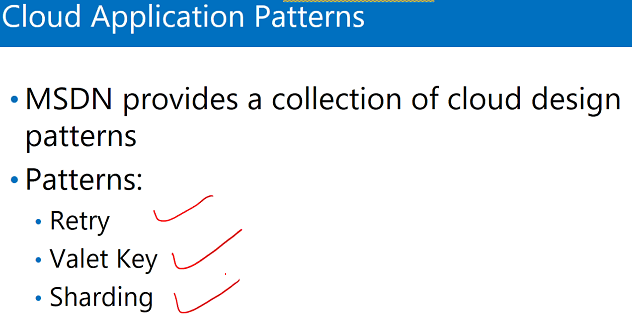 Cloud Application Patterns
• MSDN provides a collection of cloud design
patterns
• Patterns:
• Retry
• Valet Key
• Sharding